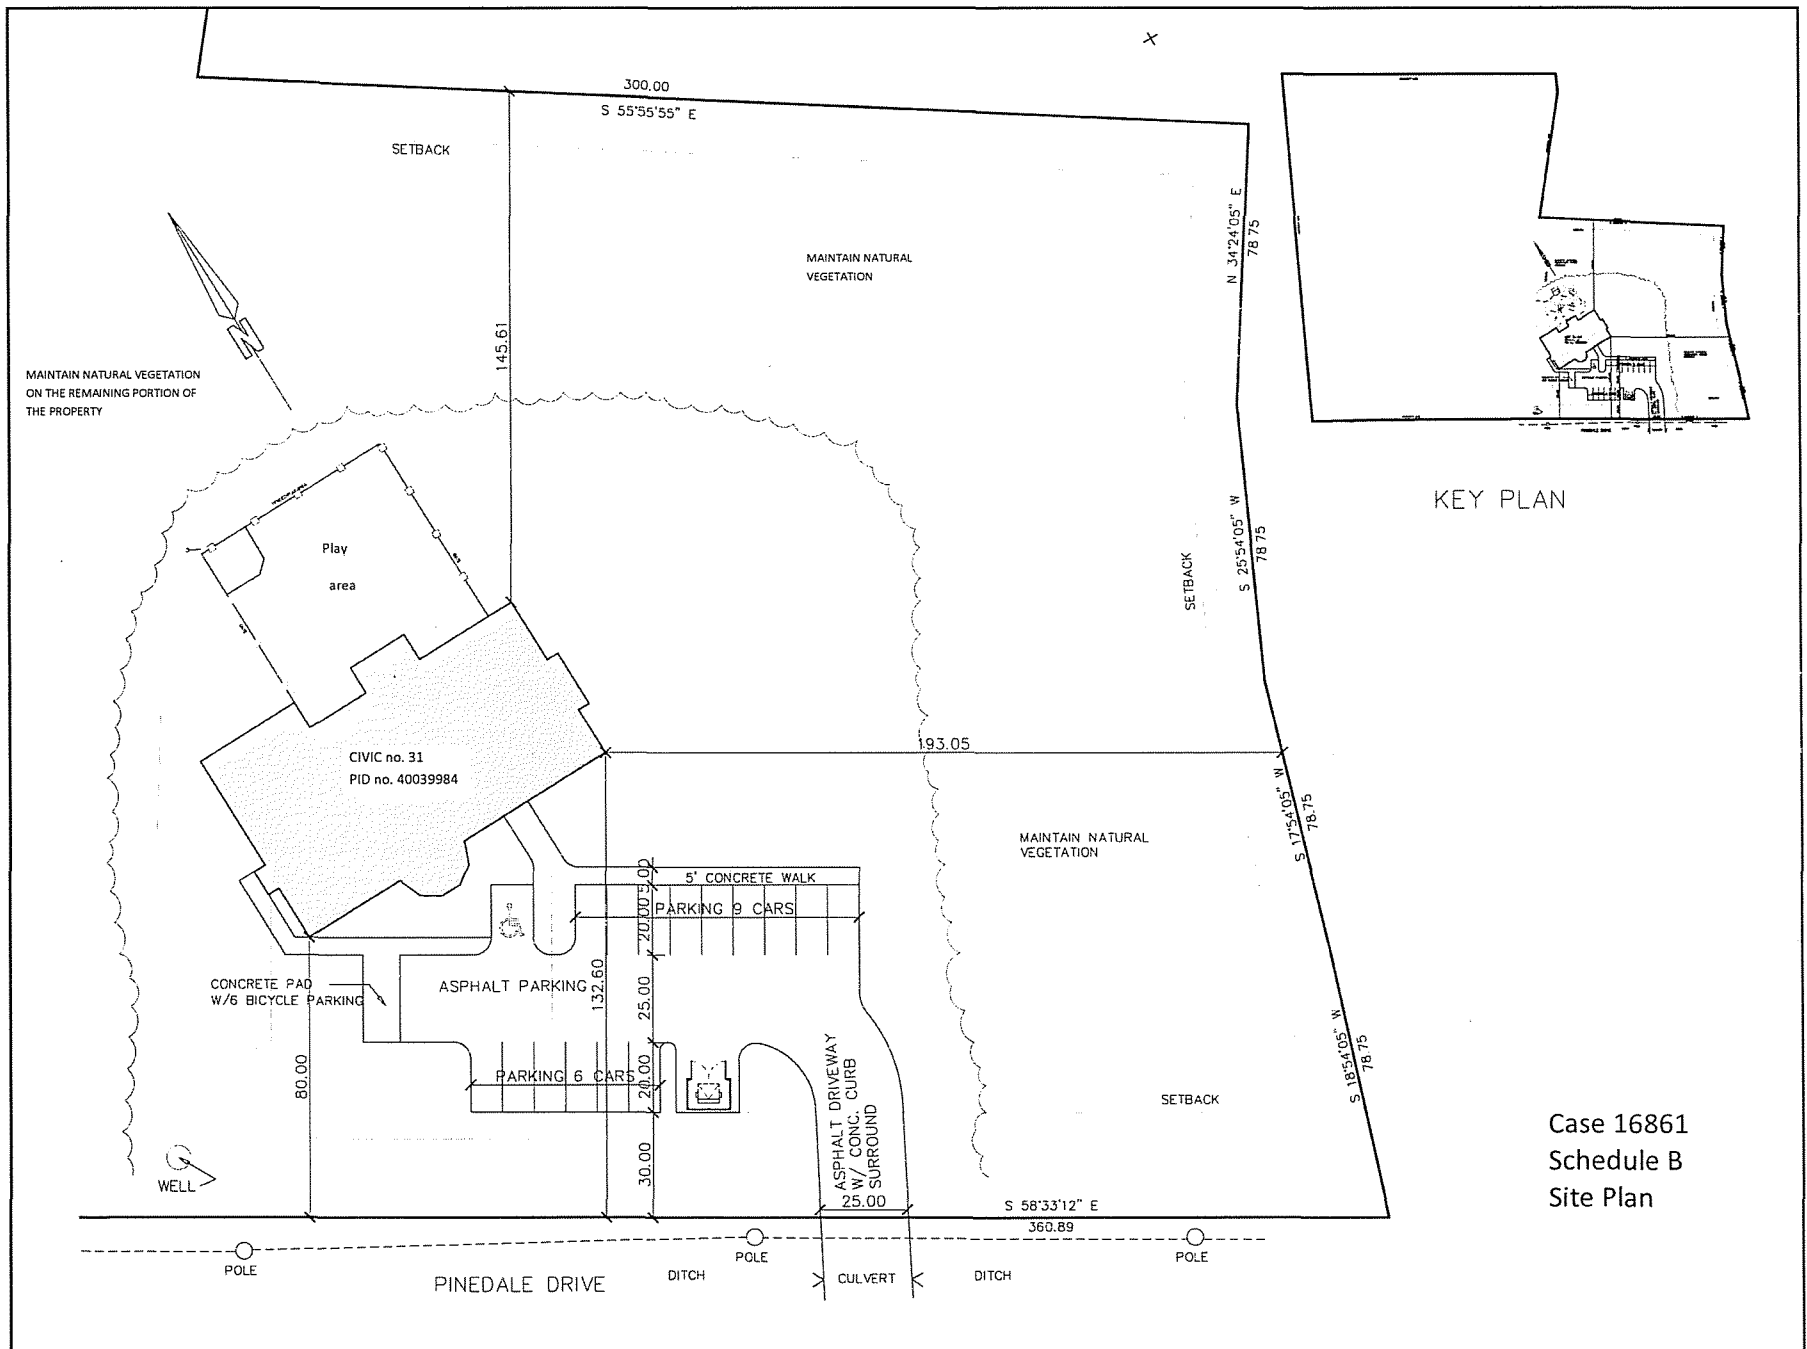 300.00
S 55°55'55" E
SETBACK
N 34°24'05" E
78.75
MAINTAIN NATURAL
VEGETATION
145.61
N
MAINTAIN NATURAL VEGETATION
ON THE REMAINING PORTION OF
THE PROPERTY
KEY PLAN
S 25°54'05" W
78.75
SETBACK
Play
area
193.05
CIVIC no. 31
PID no. 40039984
S 17°54'05" W
78.75
MAINTAIN NATURAL
VEGETATION
5.00
5' CONCRETE WALK
20.00
PARKING 9 CARS
CONCRETE PAD
W/6 BICYCLE PARKING
ASPHALT PARKING
132.60
25.00
80.00
PARKING 6 CARS
20.00
ASPHALT DRIVEWAY
W/ CONC. CURB
SURROUND
S 18°54'05" W
78.75
SETBACK
30.00
WELL
25.00
S 58°33'12" E
360.89
POLE
POLE
POLE
PINEDALE DRIVE
DITCH
CULVERT
DITCH
Case 16861
Schedule B
Site Plan